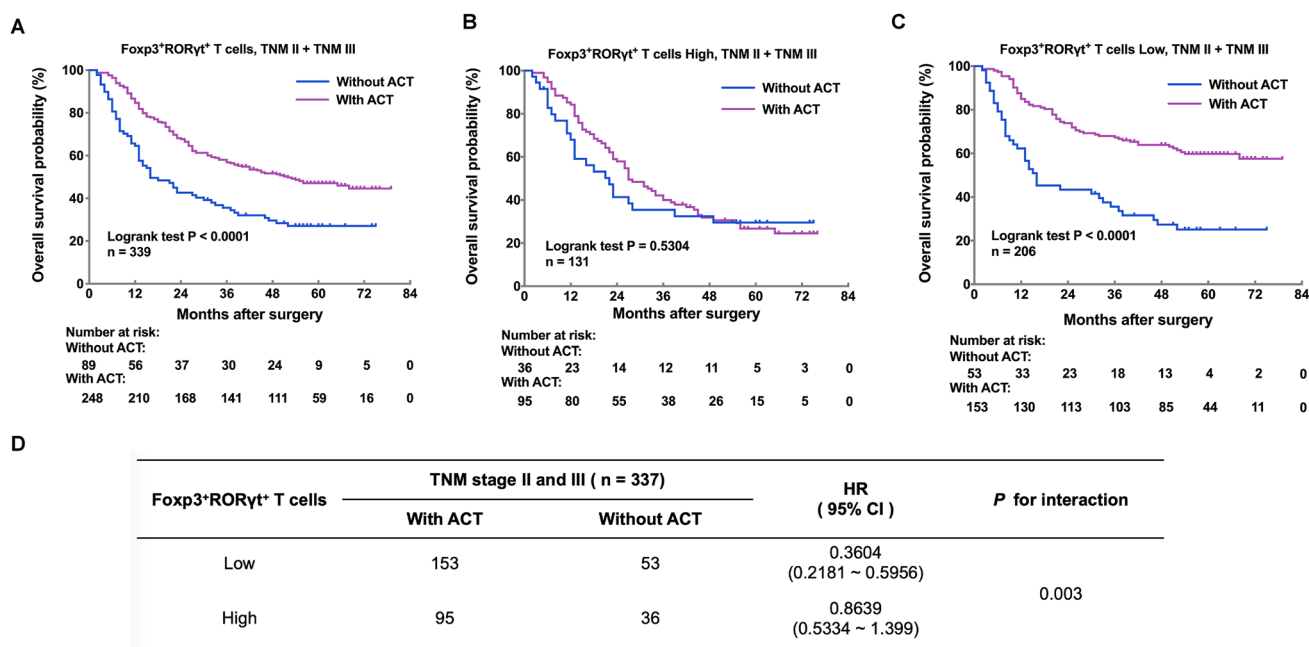 A
Foxp3⁺RORγt⁺ T cells, TNM II + TNM III
Overall survival probability (%)
100
80
60
40
20
0
Without ACT
WIth ACT
Logrank test P < 0.0001
n = 339
0 12 24 36 48 60 72 84
Months after surgery
Number at risk:
Without ACT:
89 56 37 30 24 9 5 0
With ACT:
248 210 168 141 111 59 16 0
B
Foxp3⁺RORγt⁺ T cells High, TNM II + TNM III
Overall survival probability (%)
100
80
60
40
20
0
Without ACT
With ACT
Logrank test P = 0.5304
n = 131
0 12 24 36 48 60 72 84
Months after surgery
Number at risk:
Without ACT:
36 23 14 12 11 5 3 0
With ACT:
95 80 55 38 26 15 5 0
C
Foxp3⁺RORγt⁺ T cells Low, TNM II + TNM III
Overall survival probability (%)
100
80
60
40
20
0
Without ACT
With ACT
Logrank test P < 0.0001
n = 206
0 12 24 36 48 60 72 84
Months after surgery
Number at risk:
Without ACT:
53 33 23 18 13 4 2 0
With ACT:
153 130 113 103 85 44 11 0
D
Foxp3⁺RORγt⁺ T cells
TNM stage II and III ( n = 337)
With ACT Without ACT
HR
( 95% CI )
P for interaction
Low 153 53 0.3604
(0.2181 ~ 0.5956)
0.003
High 95 36 0.8639
(0.5334 ~ 1.399)